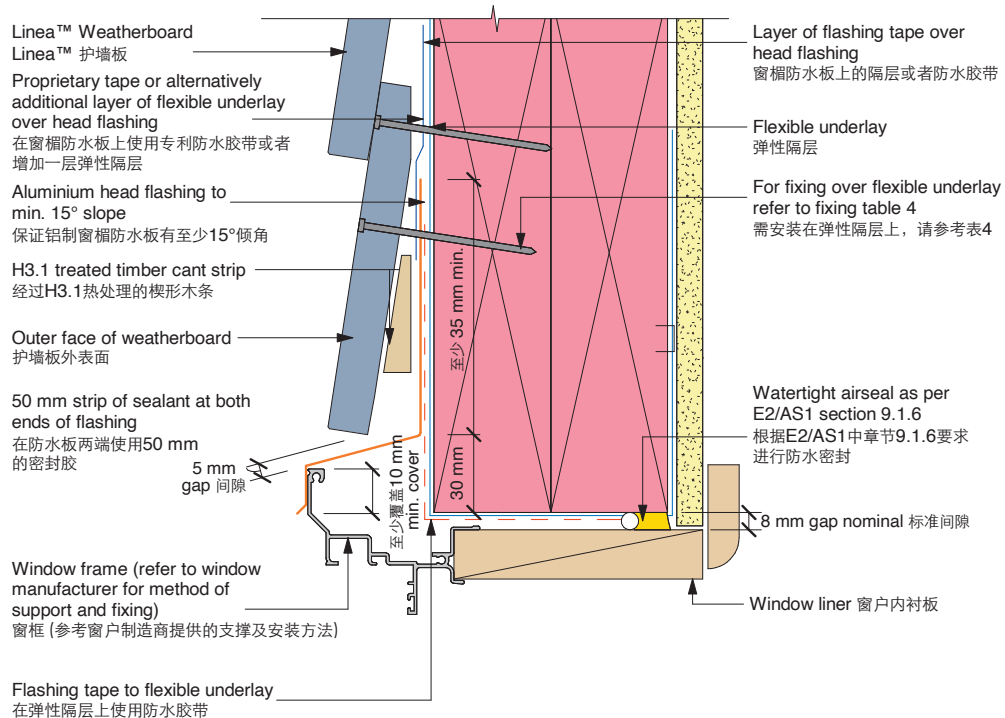 Linea™ Weatherboard
Linea™ 护墙板
Proprietary tape or alternatively
additional layer of flexible underlay
over head flashing
在窗楣防水板上使用专利防水胶带或者
增加一层弹性隔层
Aluminium head flashing to
min. 15° slope
保证铝制窗楣防水板有至少15°倾角
H3.1 treated timber cant strip
经过H3.1热处理的楔形木条
Outer face of weatherboard
护墙板外表面
50 mm strip of sealant at both
ends of flashing
在防水板两端使用50 mm
的密封胶
5 mm
gap 间隙
Window frame (refer to window
manufacturer for method of
support and fixing)
窗框 (参考窗户制造商提供的支撑及安装方法)
Flashing tape to flexible underlay
在弹性隔层上使用防水胶带
至少覆盖10 mm
min. cover
至少 35 mm min.
30 mm
Layer of flashing tape over
head flashing
窗楣防水板上的隔层或者防水胶带
Flexible underlay
弹性隔层
For fixing over flexible underlay
refer to fixing table 4
需安装在弹性隔层上，请参考表4
Watertight airseal as per
E2/AS1 section 9.1.6
根据E2/AS1中章节9.1.6要求
进行防水密封
8 mm gap nominal 标准间隙
Window liner 窗户内衬板